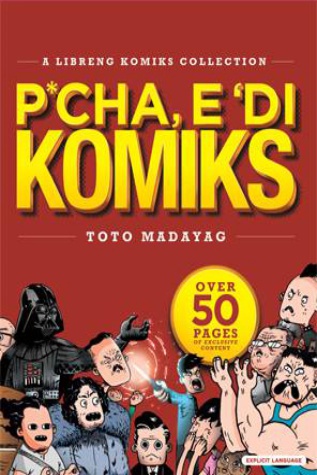 A LIBRENG KOMIKS COLLECTION
P*CHA, E 'DI
KOMIKS
TOTO MADAYAG
OVER
50
PAGES
OF EXCLUSIVE
CONTENT
EXPLICIT LANGUAGE